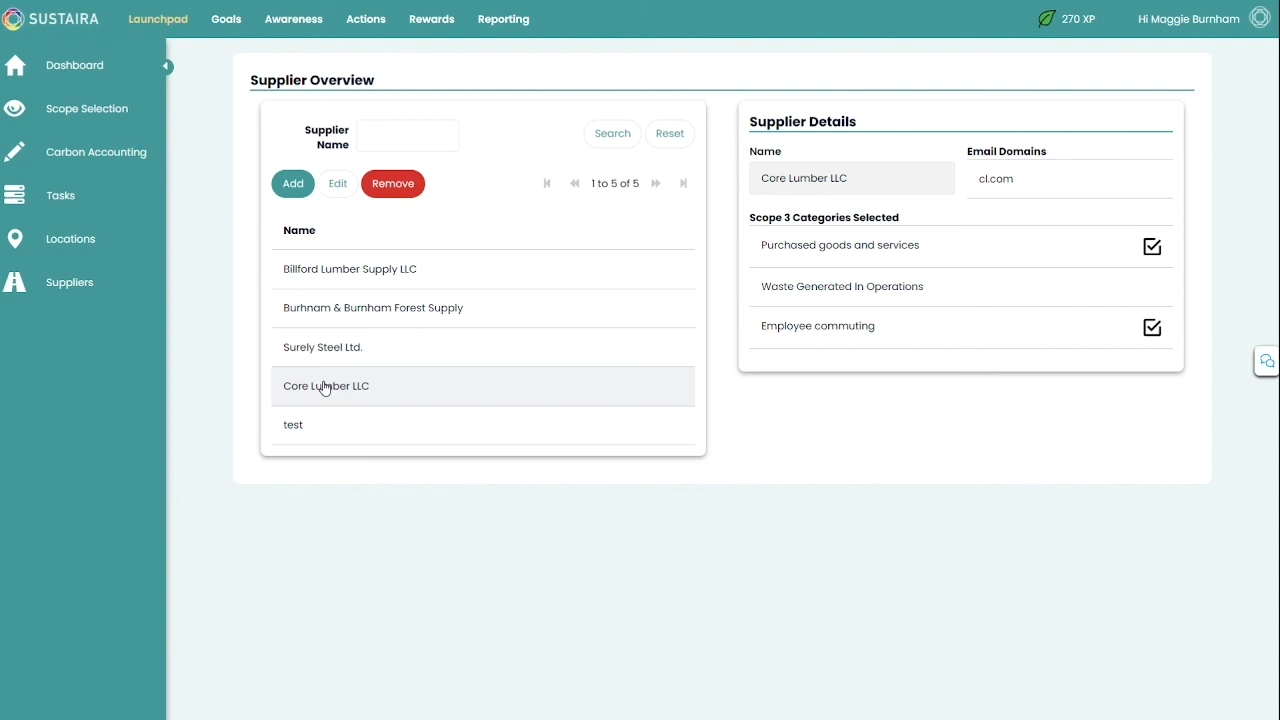 SUSTAIRA
Launchpad
Goals
Awareness
Actions
Rewards
Reporting
270 XP
Hi Maggie Burnham
Dashboard
Scope Selection
Carbon Accounting
Tasks
Locations
Suppliers
Supplier Overview
Supplier
Name
Search
Reset
Add
Edit
Remove
1 to 5 of 5
Name
Billford Lumber Supply LLC
Burhnam & Burnham Forest Supply
Surely Steel Ltd.
Core Lumber LLC
test
Supplier Details
Name
Email Domains
Core Lumber LLC
cl.com
Scope 3 Categories Selected
Purchased goods and services
Waste Generated In Operations
Employee commuting